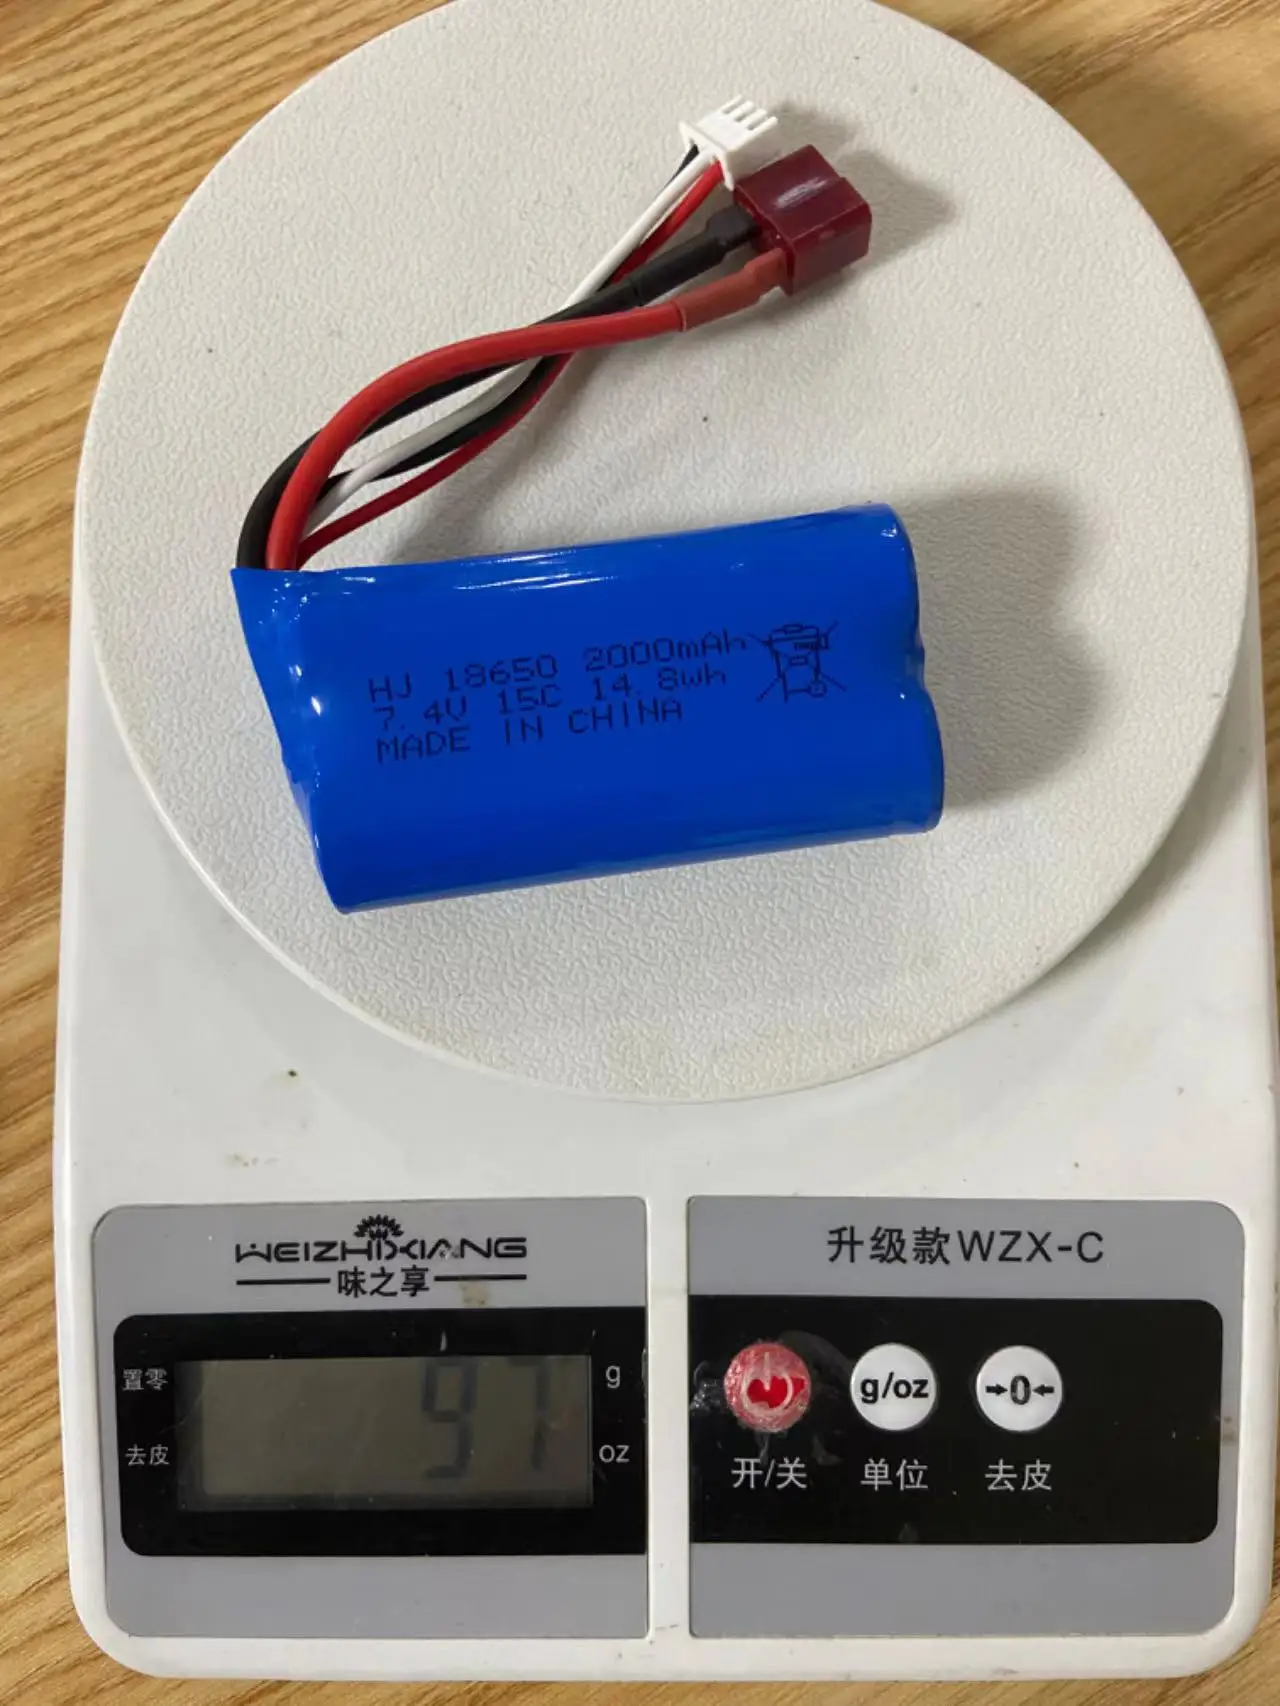 HJ 18650 2000mAh
7.4V 15C 14.8wh
MADE IN CHINA
WEIZHIXIANG
味之享
置零
去皮
97
g
oz
升级款WZX-C
g/oz
→0←
开/关
单位
去皮